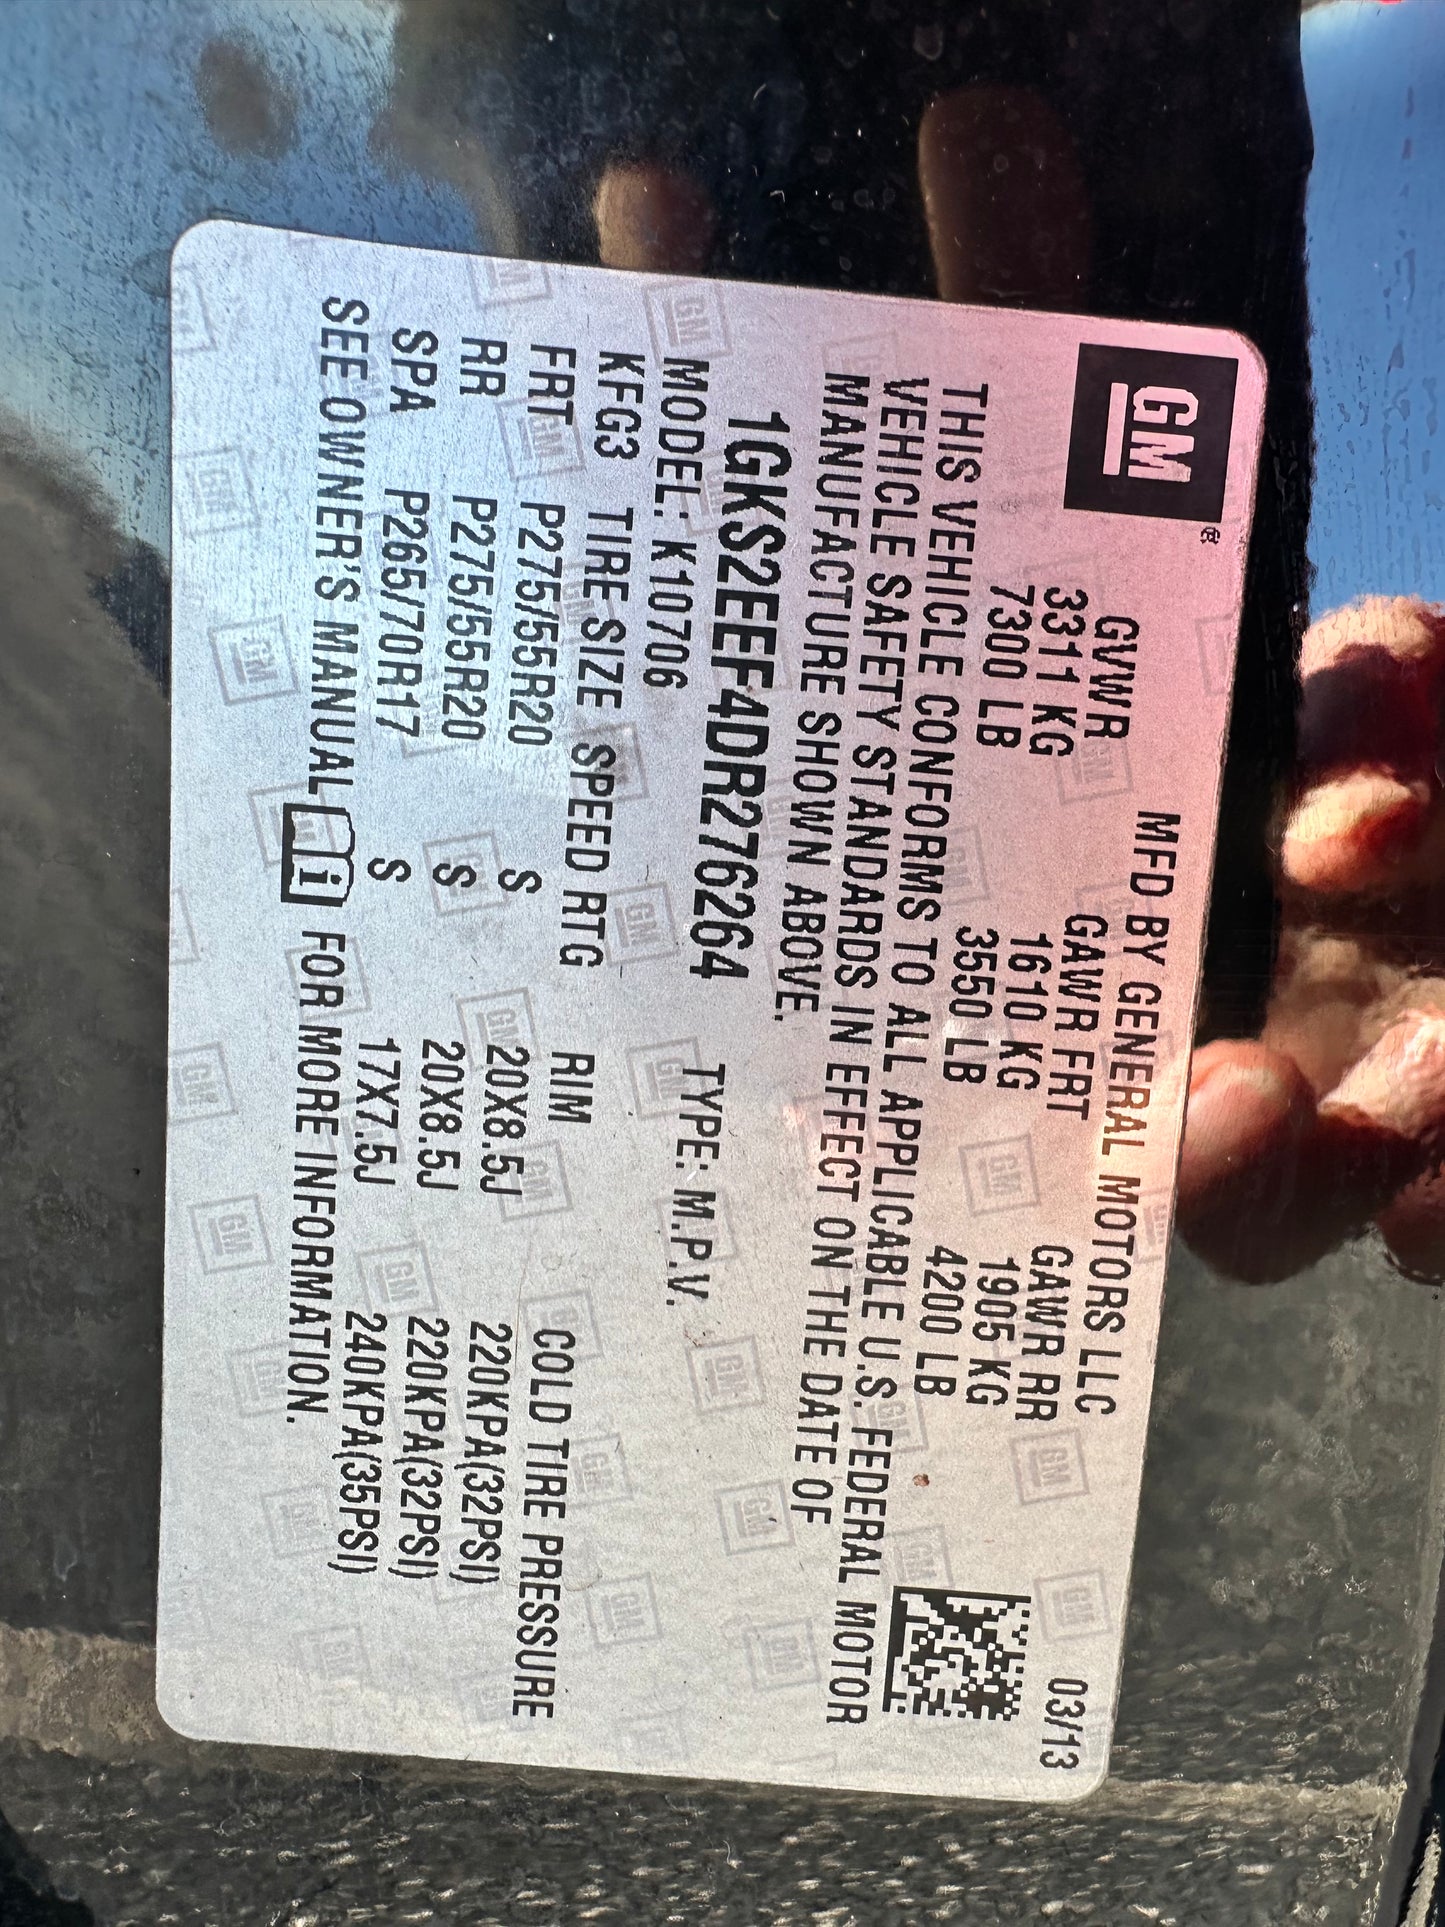 GM®
MFD BY GENERAL MOTORS LLC 03/13
GVWR GAWR FRT GAWR RR
3311 KG 1610 KG 1905 KG
7300 LB 3550 LB 4200 LB
THIS VEHICLE CONFORMS TO ALL APPLICABLE U.S. FEDERAL MOTOR
VEHICLE SAFETY STANDARDS IN EFFECT ON THE DATE OF
MANUFACTURE SHOWN ABOVE.
1GKS2EEF4DR276264 TYPE: M.P.V.
MODEL: K10706
KFG3 TIRE SIZE SPEED RTG RIM COLD TIRE PRESSURE
FRT P275/55R20 S 20X8.5J 220KPA(32PSI)
RR P275/55R20 S 20X8.5J 220KPA(32PSI)
SPA P265/70R17 S 17X7.5J 240KPA(35PSI)
SEE OWNER'S MANUAL i FOR MORE INFORMATION.